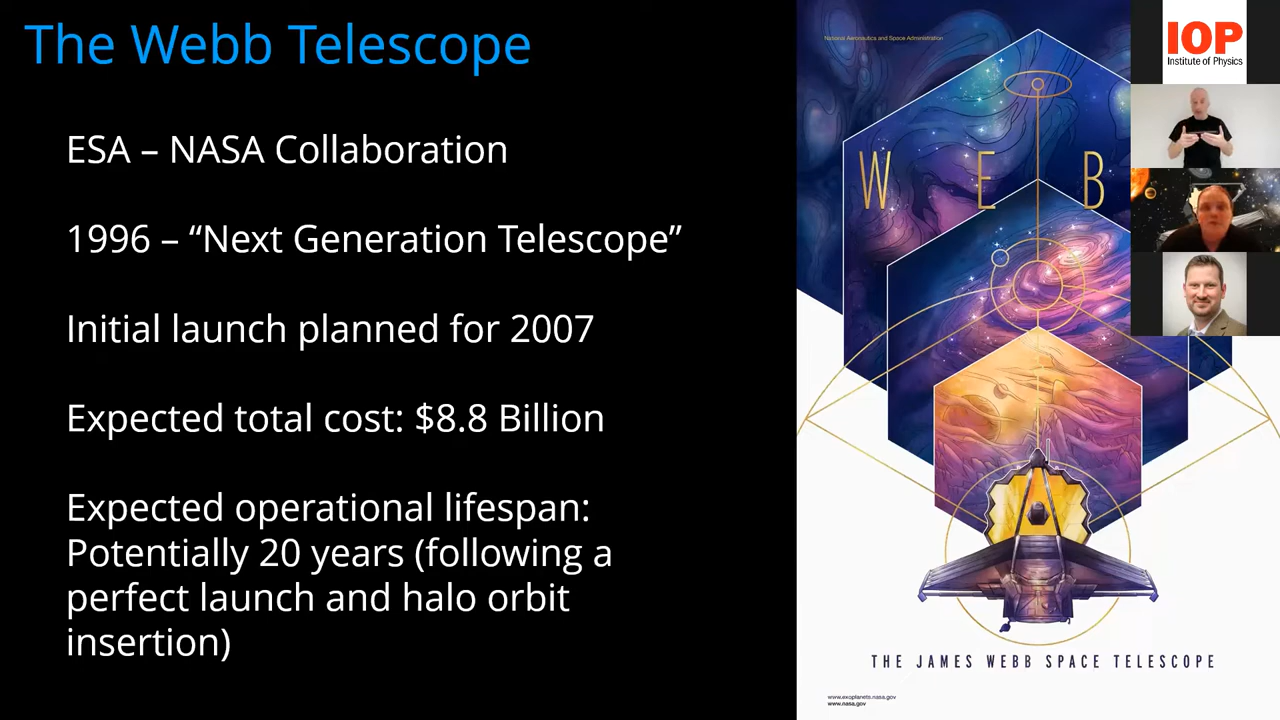 The Webb Telescope
ESA – NASA Collaboration
1996 – “Next Generation Telescope”
Initial launch planned for 2007
Expected total cost: $8.8 Billion
Expected operational lifespan:
Potentially 20 years (following a
perfect launch and halo orbit
insertion)
National Aeronautics and Space Administration
W E B
THE JAMES WEBB SPACE TELESCOPE
www.exoplanets.nasa.gov
www.nasa.gov
IOP
Institute of Physics